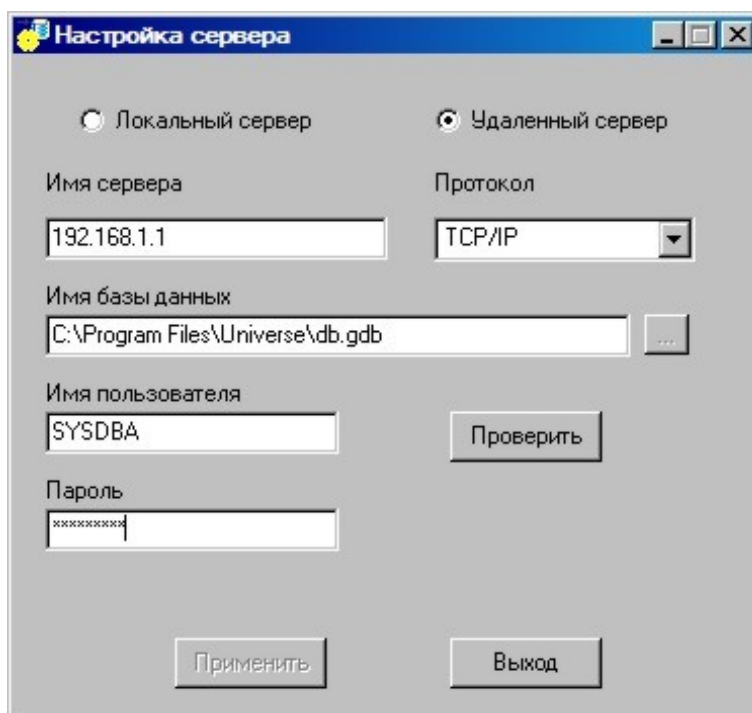 Настройка сервера
Локальный сервер Удаленный сервер
Имя сервера Протокол
192.168.1.1 TCP/IP
Имя базы данных
C:\Program Files\Universe\db.gdb ...
Имя пользователя
SYSDBA Проверить
Пароль
*********
Применить Выход